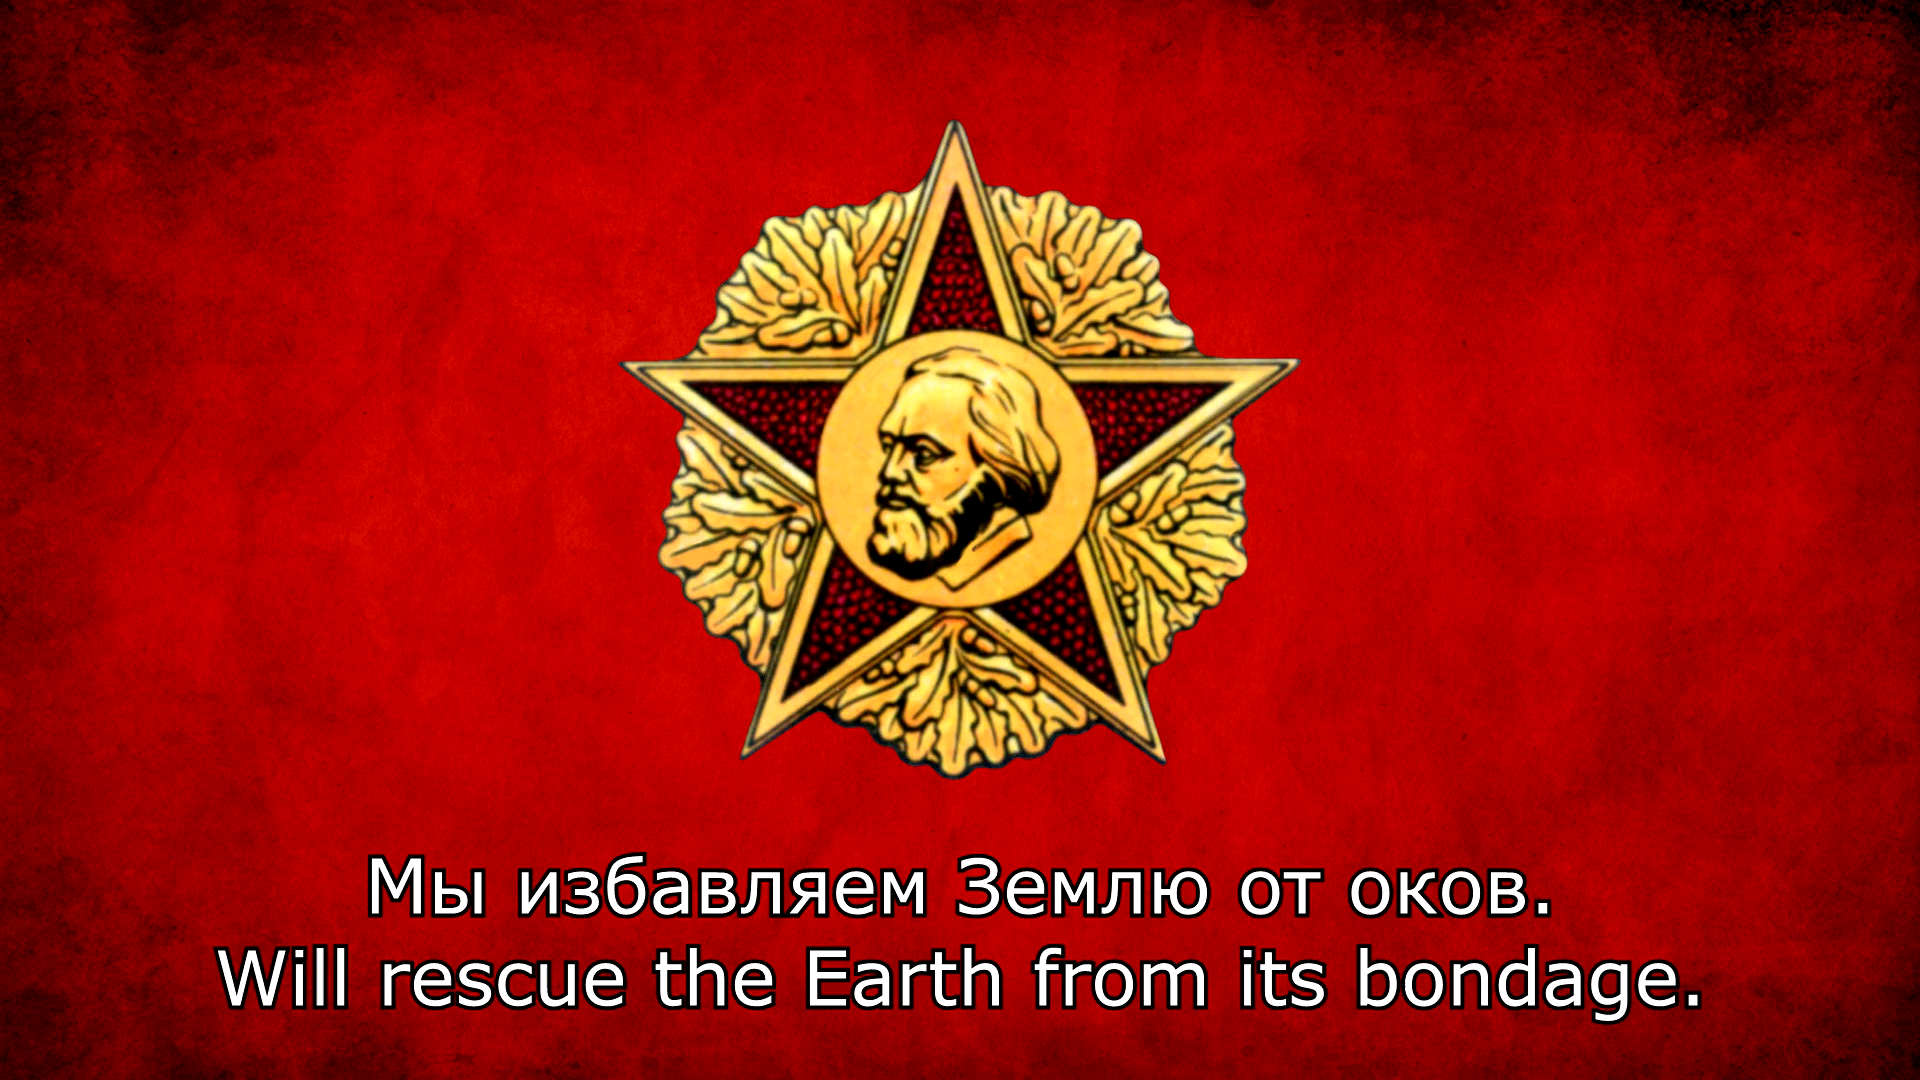 Мы избавляем Землю от оков.
Will rescue the Earth from its bondage.